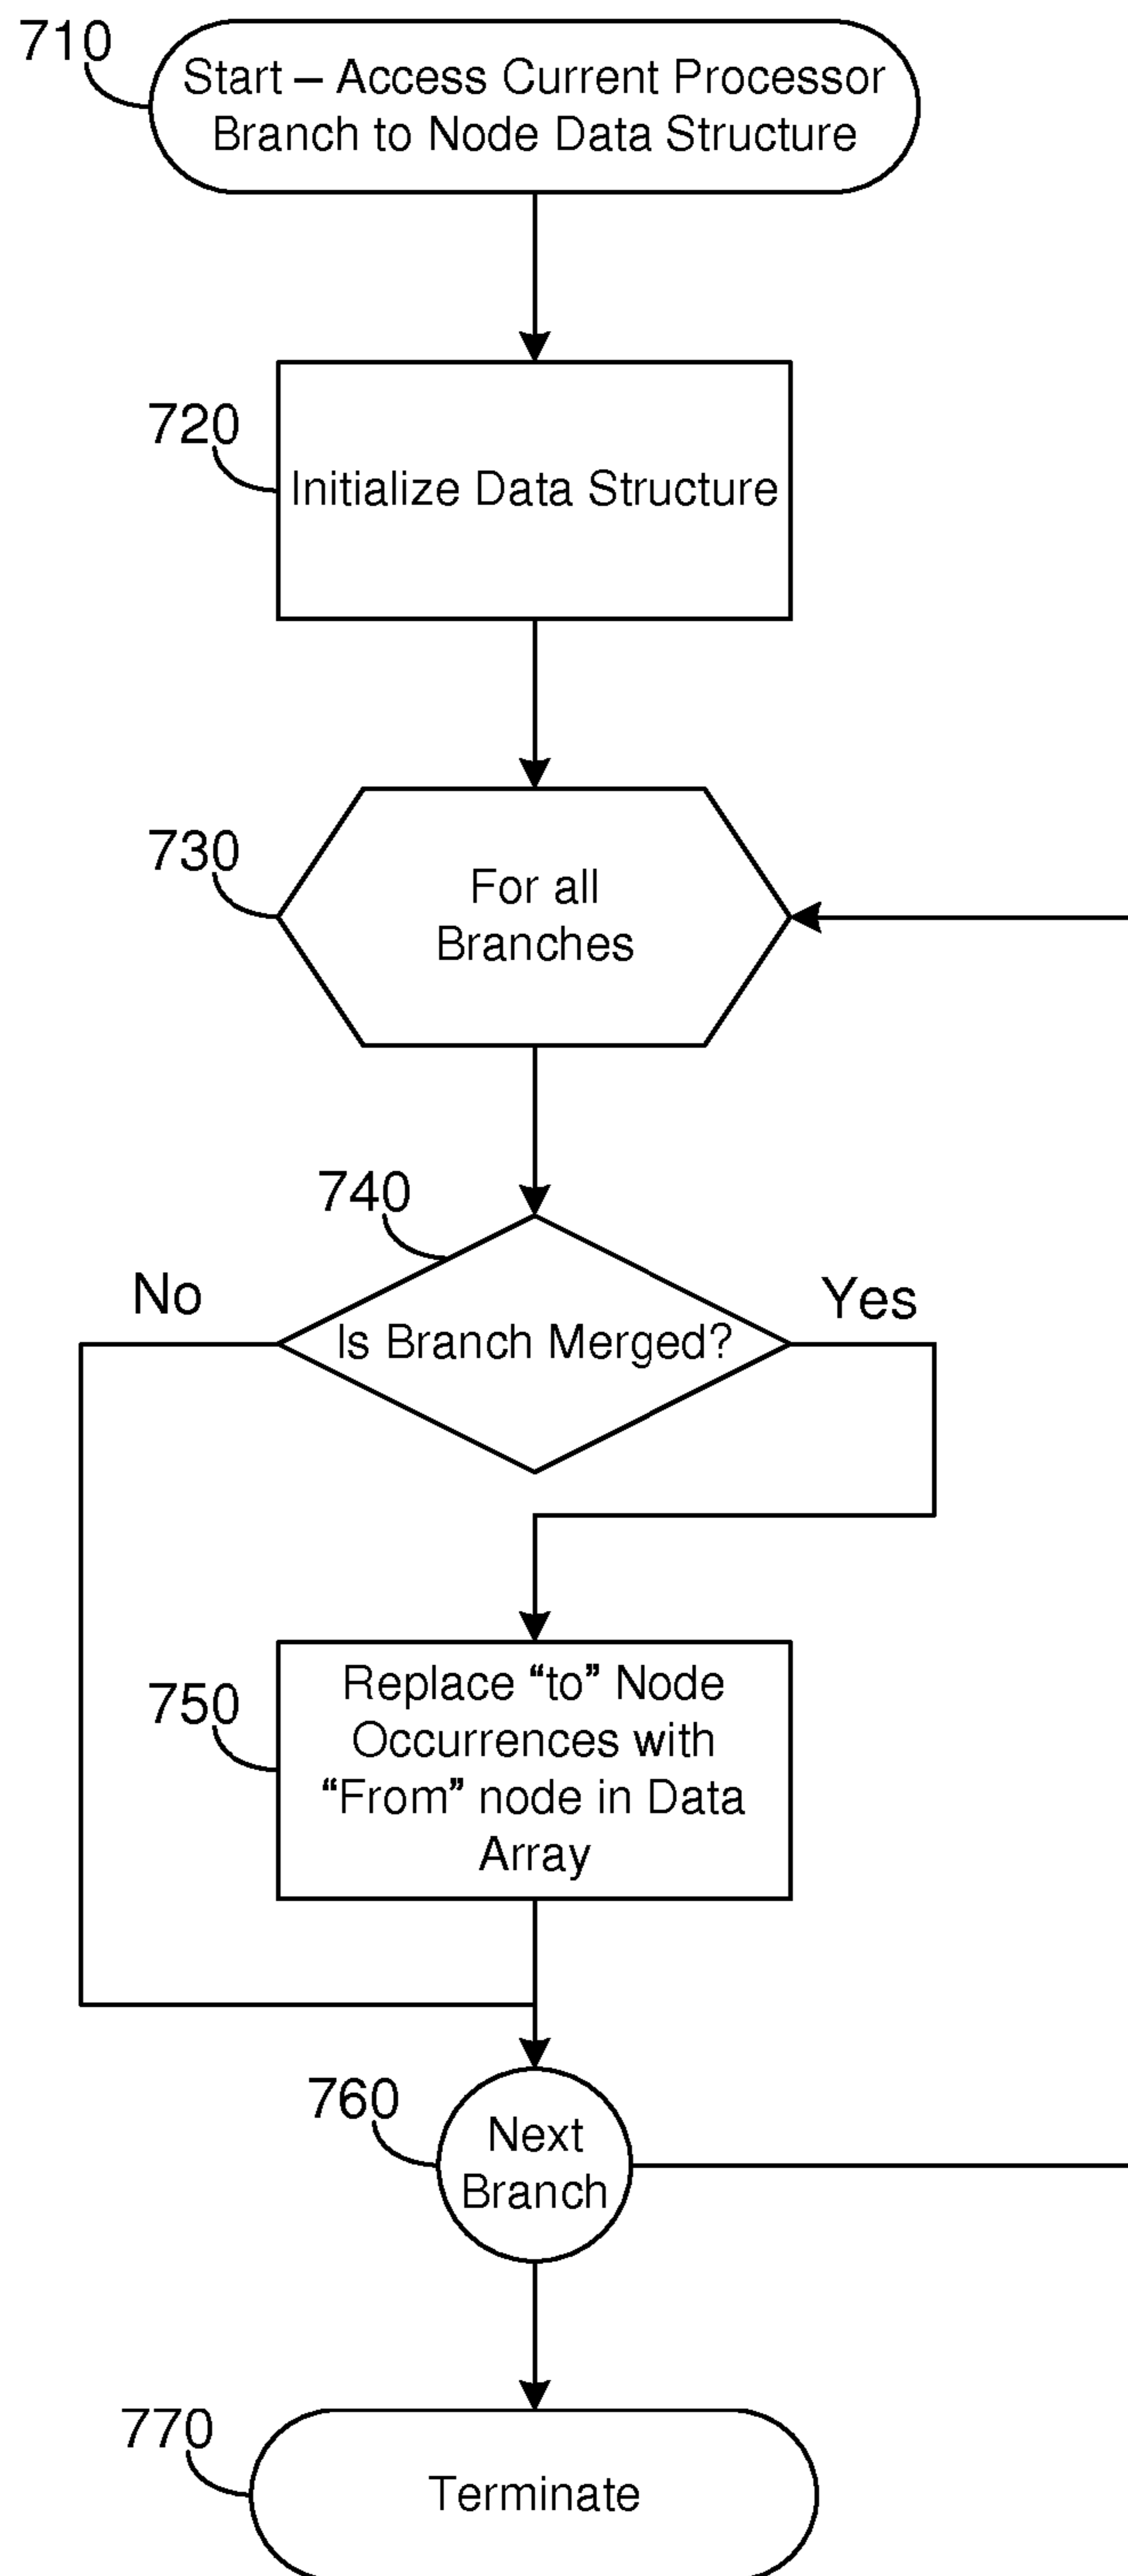 710
Start – Access Current Processor
Branch to Node Data Structure
720
Initialize Data Structure
730
For all
Branches
740
No
Yes
Is Branch Merged?
750
Replace “to” Node
Occurrences with
“From” node in Data
Array
760
Next
Branch
770
Terminate